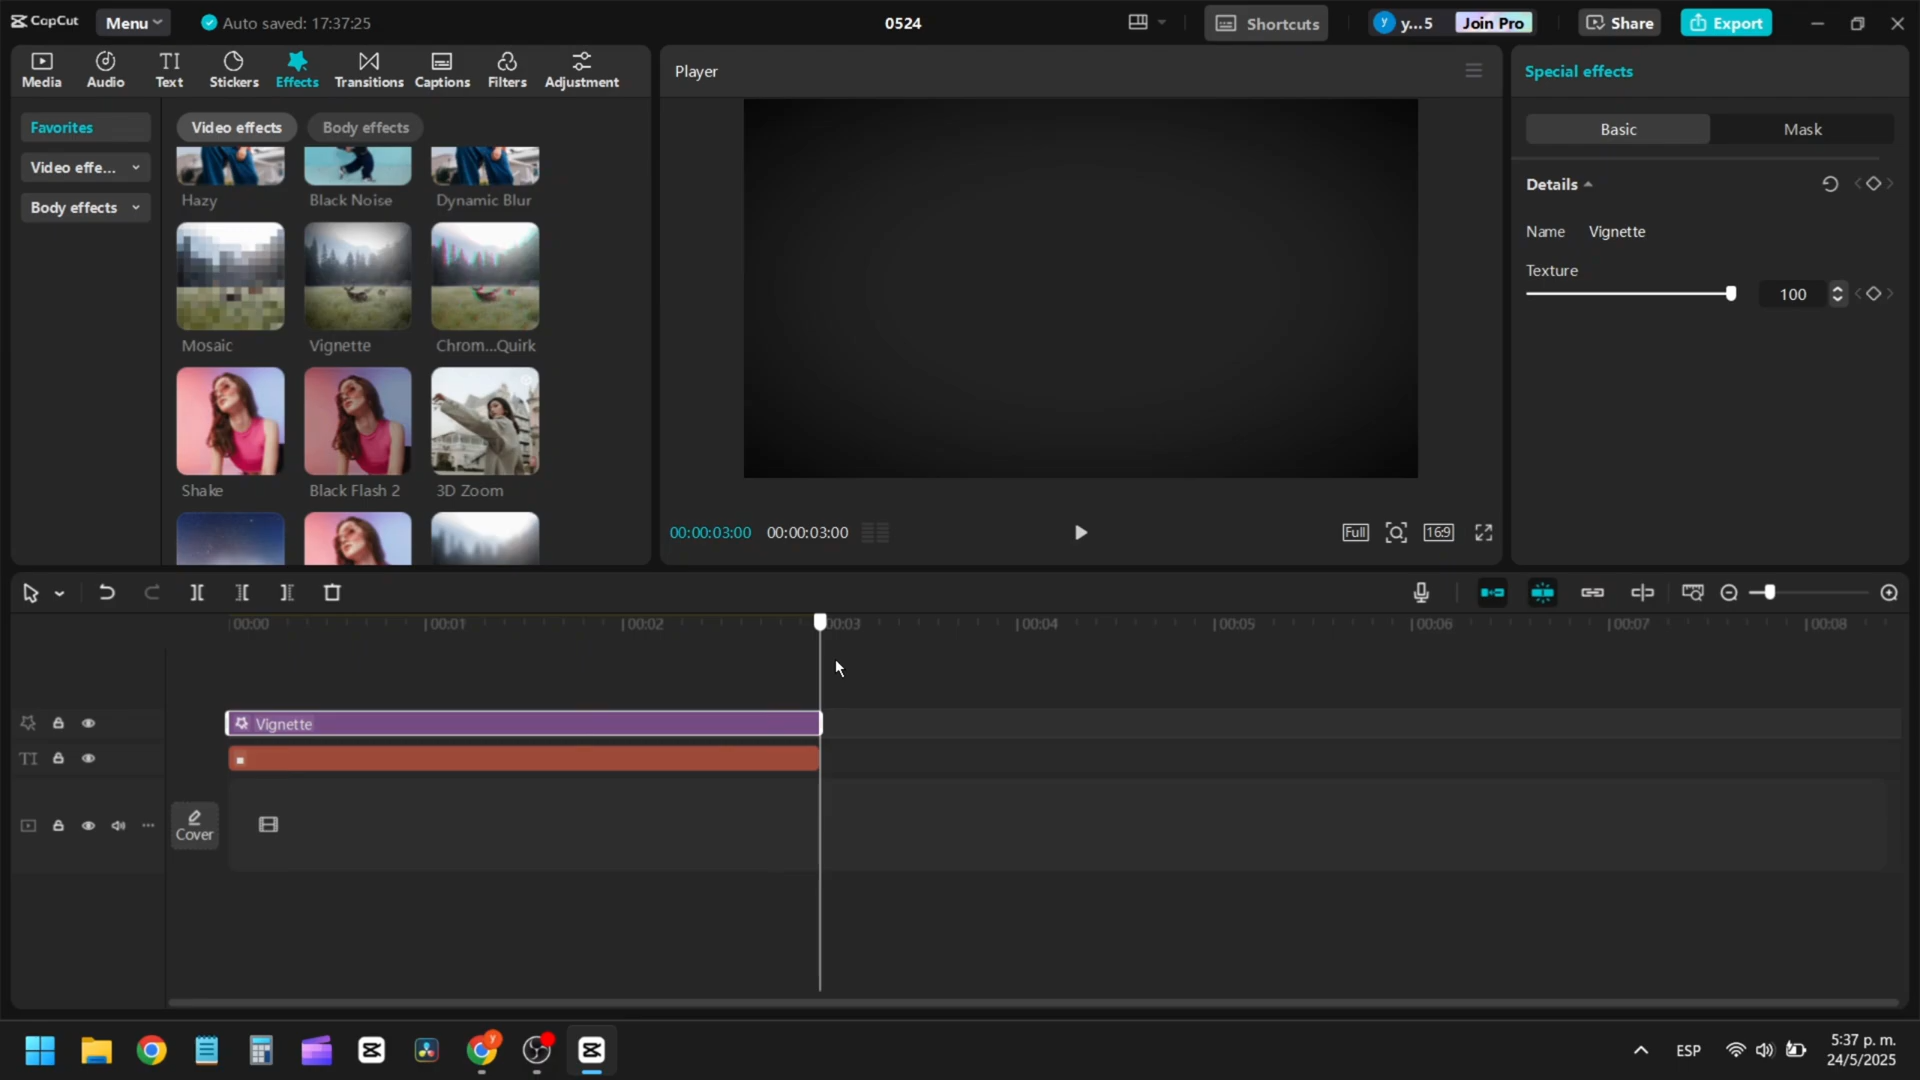 CapCut
Menu
Auto saved: 17:37:25
0524
Shortcuts
y
y...5
Join Pro
Share
Export
Media
Audio
TI
Text
Stickers
Effects
Transitions
Captions
Filters
Adjustment
Player
Special effects
Favorites
Video effe...
Body effects
Video effects
Body effects
Hazy
Black Noise
Dynamic Blur
Mosaic
Vignette
Chrom...Quirk
Shake
Black Flash 2
3D Zoom
00:00:03:00
00:00:03:00
Full
16:9
Basic
Mask
Details
Name
Vignette
Texture
100
00:00
00:01
00:02
00:03
00:04
00:05
00:06
00:07
00:08
Vignette
TI
Cover
y
ESP
5:37 p. m.
24/5/2025